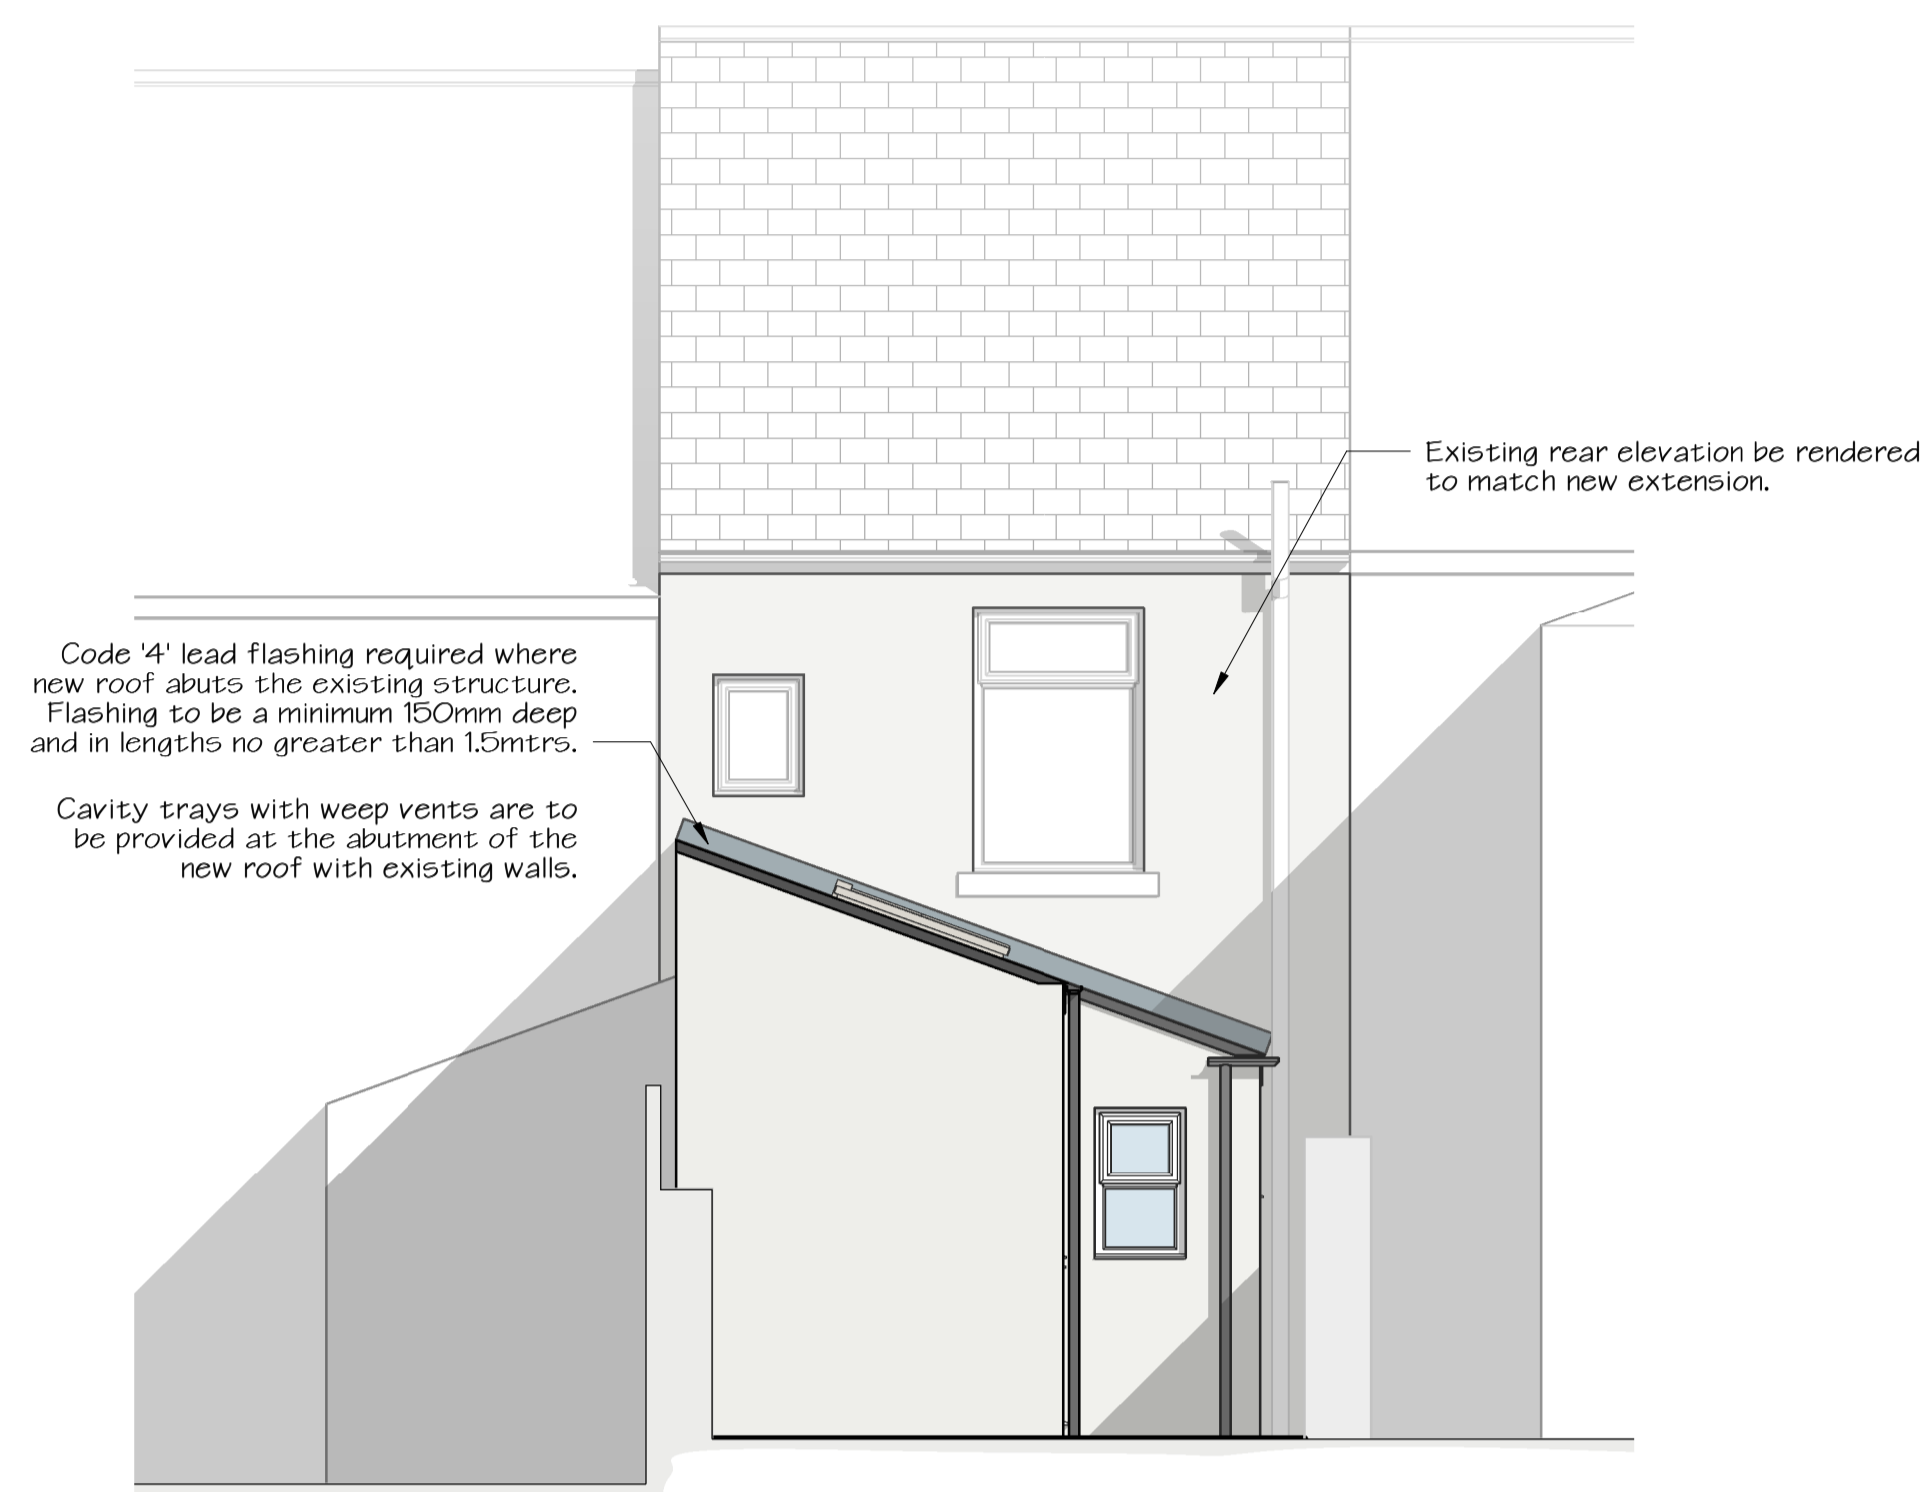 Existing rear elevation be rendered
to match new extension.
Code '4' lead flashing required where
new roof abuts the existing structure.
Flashing to be a minimum 150mm deep
and in lengths no greater than 1.5mtrs.
Cavity trays with weep vents are to
be provided at the abutment of the
new roof with existing walls.